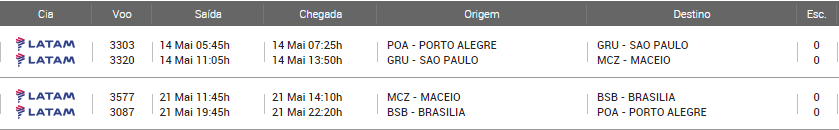 Cia Voo Saída Chegada Origem Destino Esc.
LATAM 3303 14 Mai 05:45h 14 Mai 07:25h POA - PORTO ALEGRE GRU - SAO PAULO 0
LATAM 3320 14 Mai 11:05h 14 Mai 13:50h GRU - SAO PAULO MCZ - MACEIO 0
LATAM 3577 21 Mai 11:45h 21 Mai 14:10h MCZ - MACEIO BSB - BRASILIA 0
LATAM 3087 21 Mai 19:45h 21 Mai 22:20h BSB - BRASILIA POA - PORTO ALEGRE 0